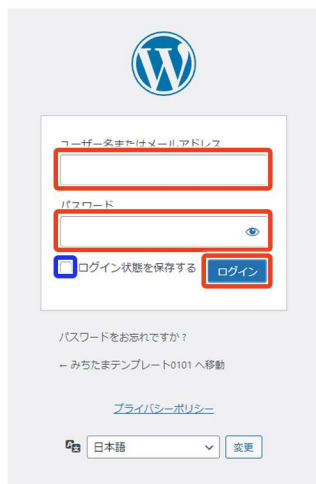 ユーザー名またはメールアドレス
パスワード
ログイン状態を保存する
ログイン
パスワードをお忘れですか ?
← みちたまテンプレート0101 へ移動
プライバシーポリシー
日本語
変更